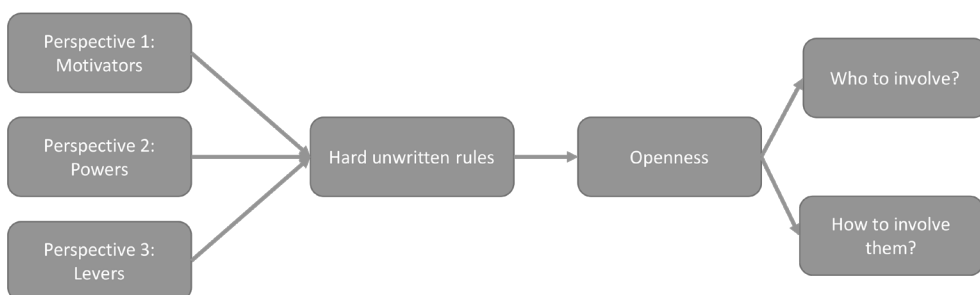 Perspective 1:
Motivators
Perspective 2:
Powers
Perspective 3:
Levers
Hard unwritten rules
Openness
Who to involve?
How to involve
them?